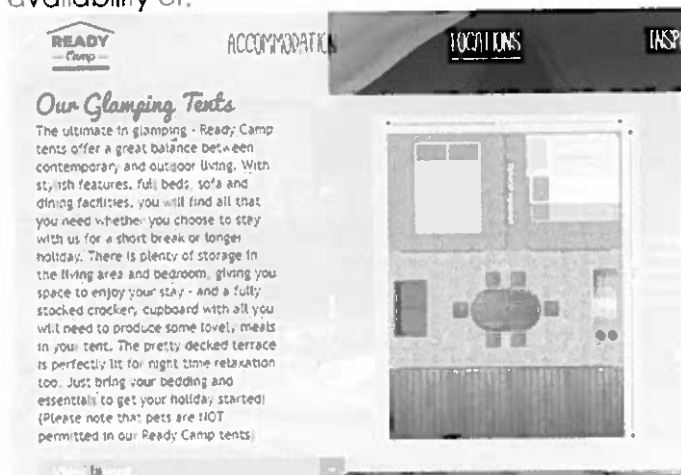 availability of.
READY
Camp
ACCOMMODATION
LOCATIONS
INSPI
Our Glamping Tents
The ultimate in glamping - Ready Camp
tents offer a great balance between
contemporary and outdoor living. With
stylish features, full beds, sofa and
dining facilities, you will find all that
you need whether you choose to stay
with us for a short break or longer
holiday. There is plenty of storage in
the living area and bedroom, giving you
space to enjoy your stay - and a fully
stocked crockery cupboard with all you
will need to produce some lovely meals
in your tent. The pretty decked terrace
is perfectly lit for night time relaxation
too. Just bring your bedding and
essentials to get your holiday started!
(Please note that pets are NOT
permitted in our Ready Camp tents)